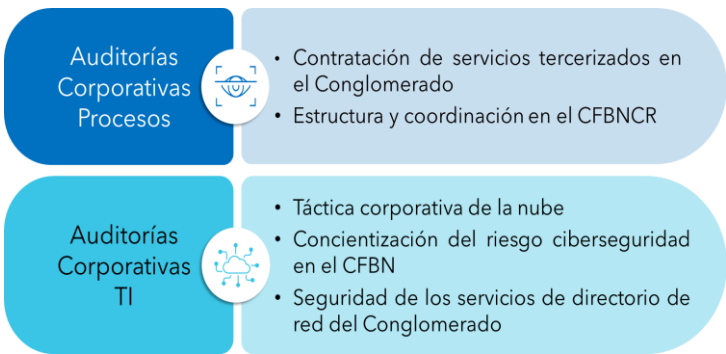 Auditorías
Corporativas
Procesos
• Contratación de servicios tercerizados en
el Conglomerado
• Estructura y coordinación en el CFBNCR
Auditorías
Corporativas
TI
• Táctica corporativa de la nube
• Concientización del riesgo ciberseguridad
en el CFBN
• Seguridad de los servicios de directorio de
red del Conglomerado